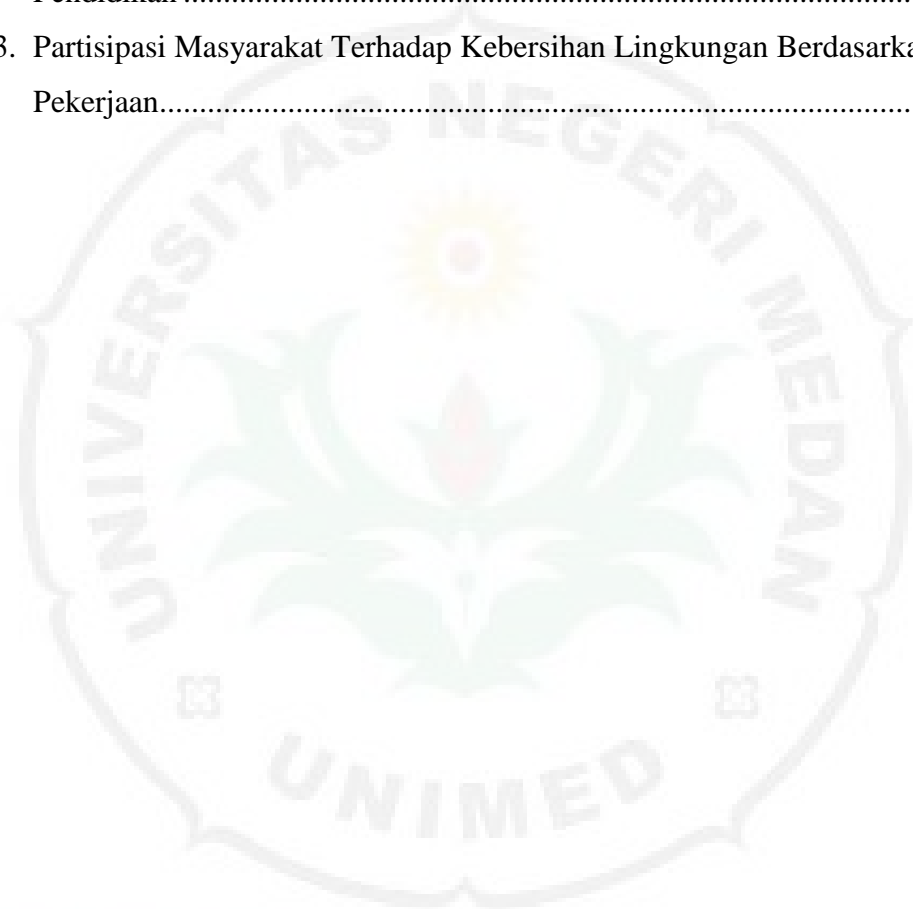 Pendidikan ........................................................................................
3. Partisipasi Masyarakat Terhadap Kebersihan Lingkungan Berdasarka
Pekerjaan..........................................................................................
UNIVERSITAS NEGERI MEDAN
UNIMED